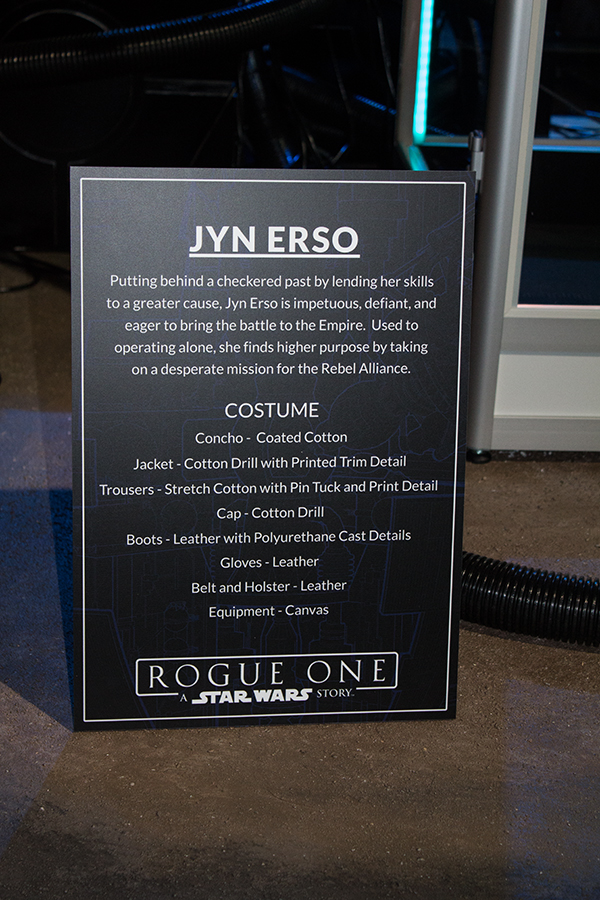 JYN ERSO
Putting behind a checkered past by lending her skills
to a greater cause, Jyn Erso is impetuous, defiant, and
eager to bring the battle to the Empire.  Used to
operating alone, she finds higher purpose by taking
on a desperate mission for the Rebel Alliance.
COSTUME
Concho -  Coated Cotton
Jacket - Cotton Drill with Printed Trim Detail
Trousers - Stretch Cotton with Pin Tuck and Print Detail
Cap - Cotton Drill
Boots - Leather with Polyurethane Cast Details
Gloves - Leather
Belt and Holster - Leather
Equipment - Canvas
ROGUE ONE
A STAR WARS STORY™